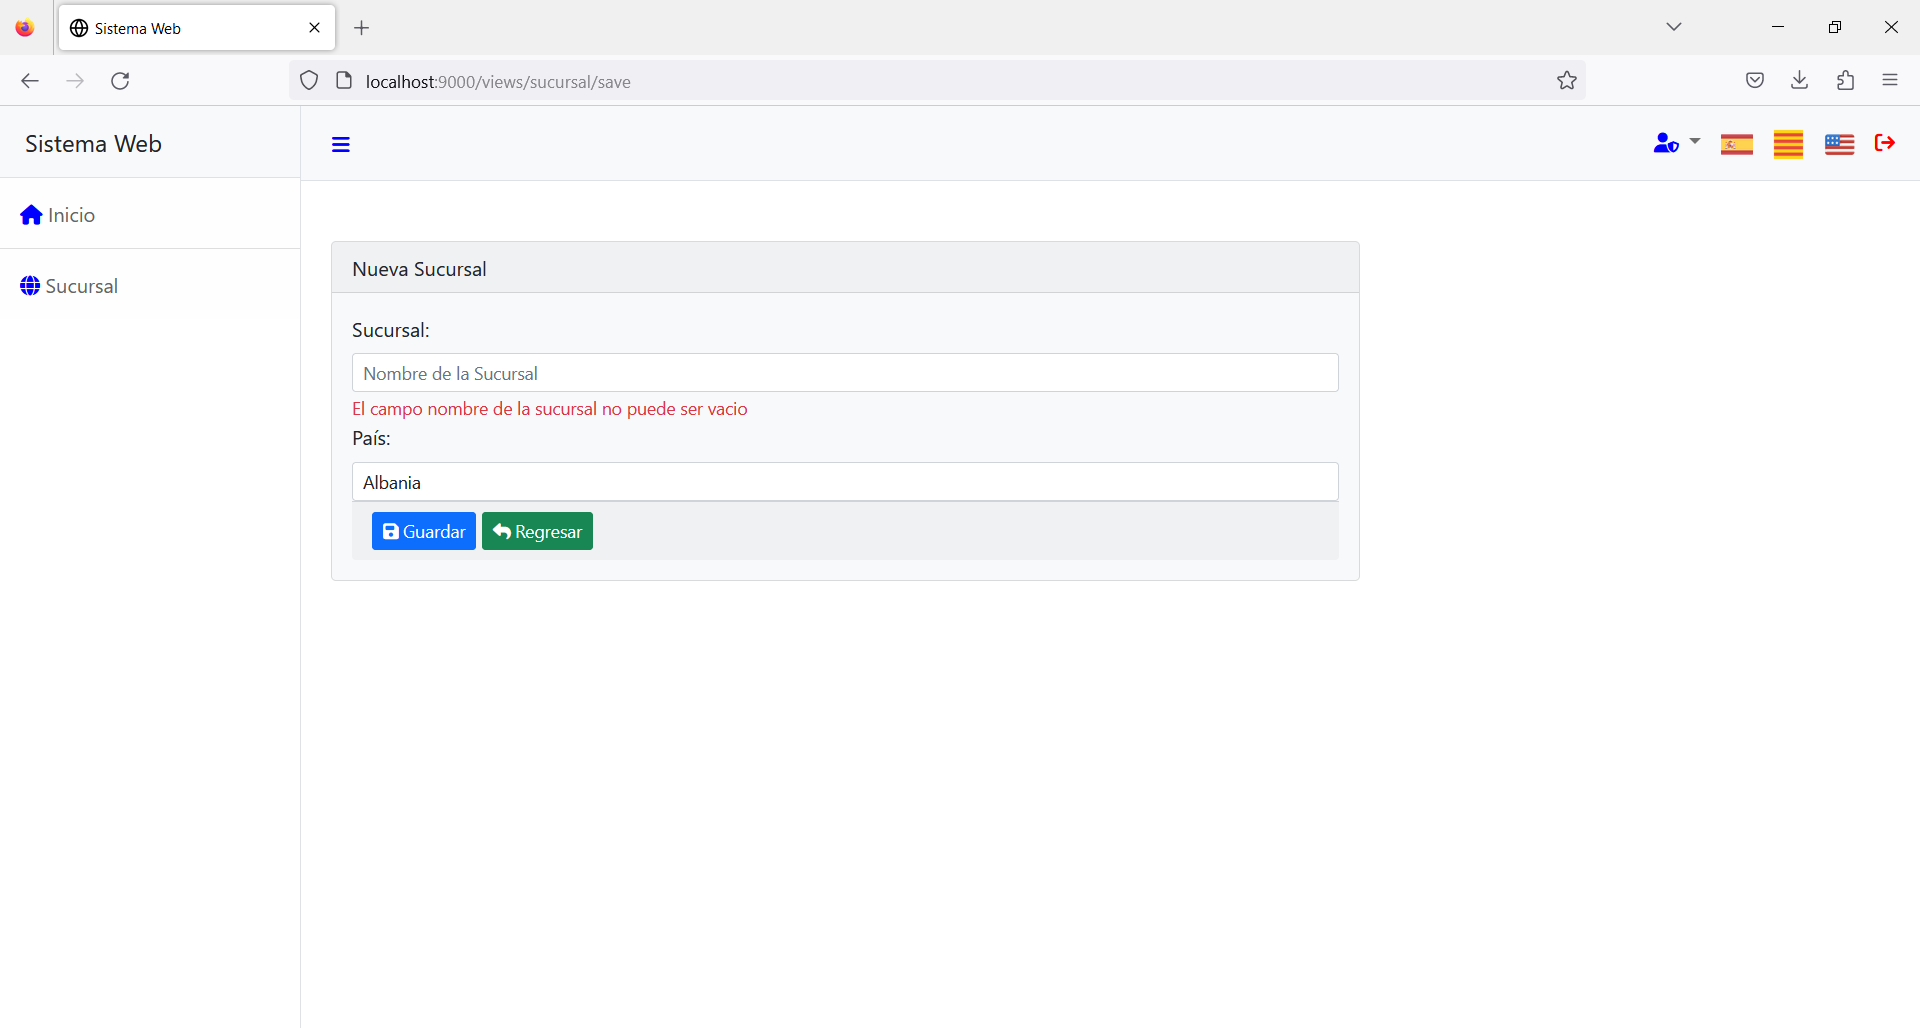 Sistema Web
localhost:9000/views/sucursal/save
Sistema Web
Inicio
Sucursal
Nueva Sucursal
Sucursal:
Nombre de la Sucursal
El campo nombre de la sucursal no puede ser vacio
País:
Albania
Guardar Regresar